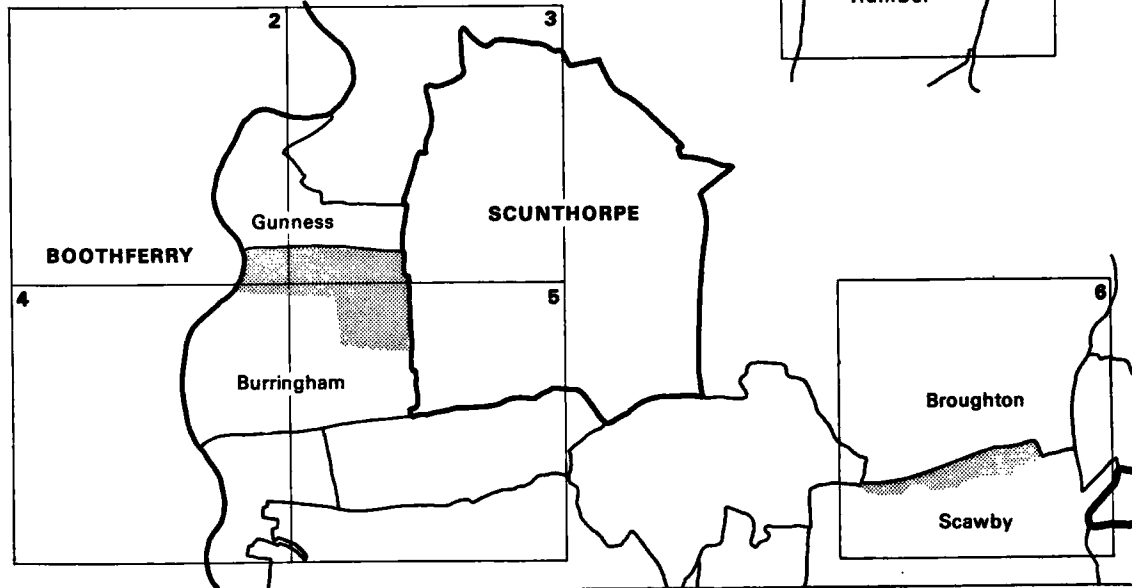 2
3
Gunness
SCUNTHORPE
BOOTHFERRY
4
5
6
Burringham
Broughton
Scawby